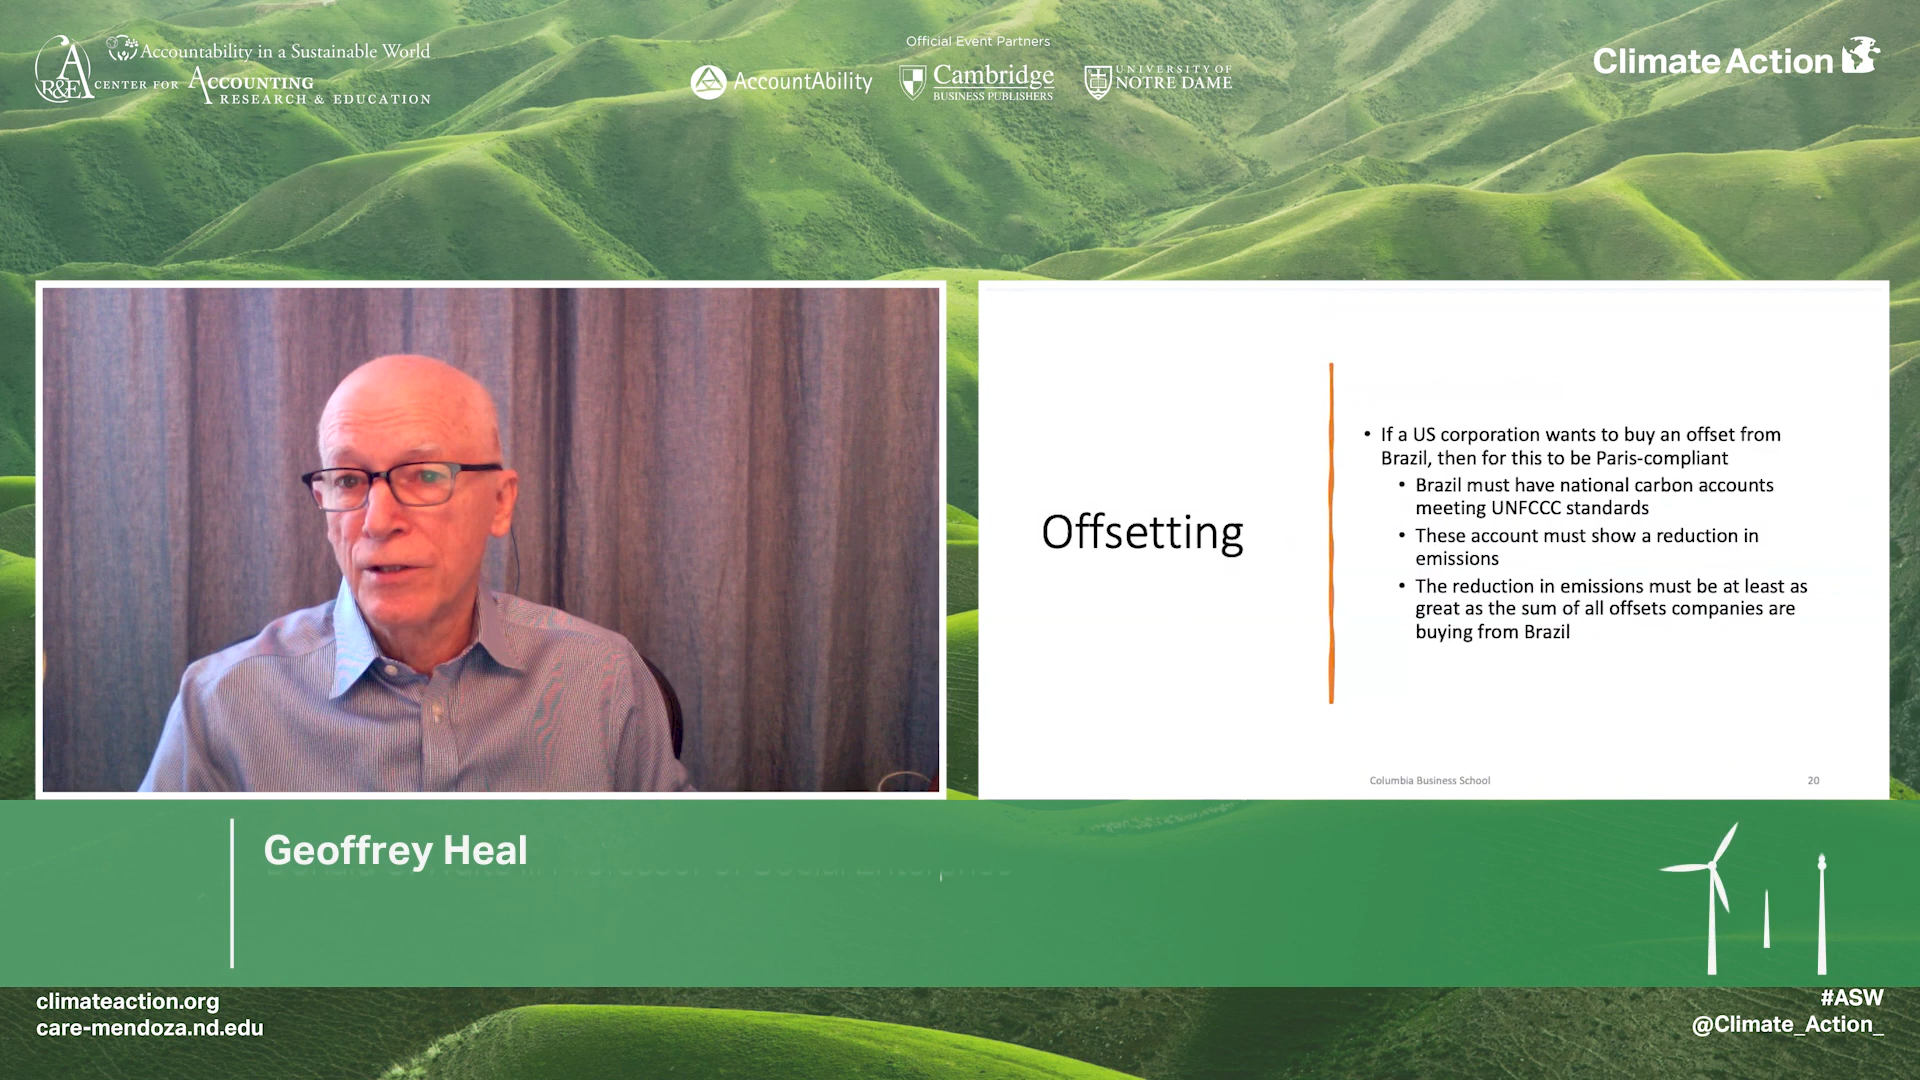 Accountability in a Sustainable World
CARE
CENTER FOR ACCOUNTING
RESEARCH & EDUCATION
Official Event Partners
AccountAbility
Cambridge
BUSINESS PUBLISHERS
UNIVERSITY OF
NOTRE DAME
Climate Action
Offsetting
• If a US corporation wants to buy an offset from
Brazil, then for this to be Paris-compliant
• Brazil must have national carbon accounts
meeting UNFCCC standards
• These account must show a reduction in
emissions
• The reduction in emissions must be at least as
great as the sum of all offsets companies are
buying from Brazil
Columbia Business School
20
Geoffrey Heal
climateaction.org
care-mendoza.nd.edu
#ASW
@Climate_Action_